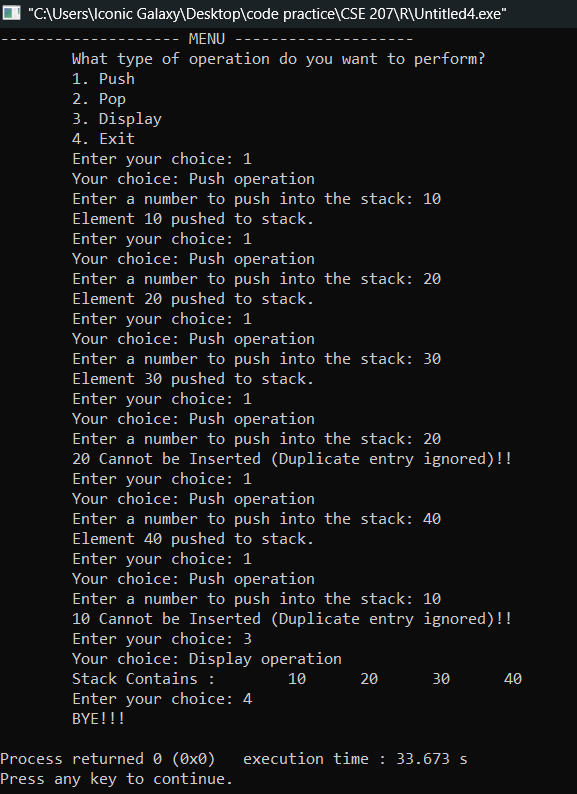 "C:\Users\Iconic Galaxy\Desktop\code practice\CSE 207\R\Untitled4.exe"
-------------------- MENU --------------------
What type of operation do you want to perform?
1. Push
2. Pop
3. Display
4. Exit
Enter your choice: 1
Your choice: Push operation
Enter a number to push into the stack: 10
Element 10 pushed to stack.
Enter your choice: 1
Your choice: Push operation
Enter a number to push into the stack: 20
Element 20 pushed to stack.
Enter your choice: 1
Your choice: Push operation
Enter a number to push into the stack: 30
Element 30 pushed to stack.
Enter your choice: 1
Your choice: Push operation
Enter a number to push into the stack: 20
20 Cannot be Inserted (Duplicate entry ignored)!!
Enter your choice: 1
Your choice: Push operation
Enter a number to push into the stack: 40
Element 40 pushed to stack.
Enter your choice: 1
Your choice: Push operation
Enter a number to push into the stack: 10
10 Cannot be Inserted (Duplicate entry ignored)!!
Enter your choice: 3
Your choice: Display operation
Stack Contains :        10      20      30      40
Enter your choice: 4
BYE!!!
Process returned 0 (0x0)   execution time : 33.673 s
Press any key to continue.